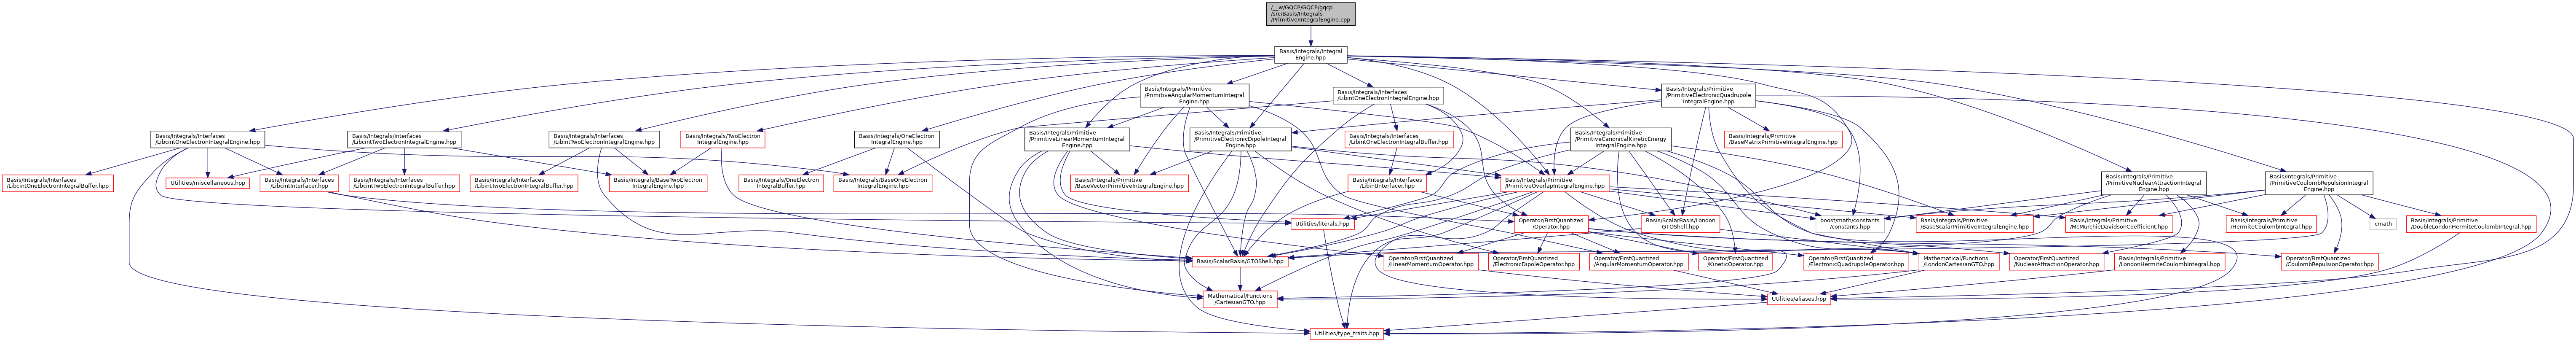 /__w/GQCP/GQCP/gqcp
/src/Basis/Integrals
/Primitive/IntegralEngine.cpp
Basis/Integrals/Integral
Engine.hpp
Basis/Integrals/Primitive
/PrimitiveAngularMomentumIntegral
Engine.hpp
Basis/Integrals/Interfaces
/LibintOneElectronIntegralEngine.hpp
Basis/Integrals/Primitive
/PrimitiveElectronicQuadrupole
IntegralEngine.hpp
Basis/Integrals/Interfaces
/LibcintOneElectronIntegralEngine.hpp
Basis/Integrals/Interfaces
/LibcintTwoElectronIntegralEngine.hpp
Basis/Integrals/Interfaces
/LibintTwoElectronIntegralEngine.hpp
Basis/Integrals/TwoElectron
IntegralEngine.hpp
Basis/Integrals/OneElectron
IntegralEngine.hpp
Basis/Integrals/Primitive
/PrimitiveLinearMomentumIntegral
Engine.hpp
Basis/Integrals/Primitive
/PrimitiveElectronicDipoleIntegral
Engine.hpp
Basis/Integrals/Interfaces
/LibintOneElectronIntegralBuffer.hpp
Basis/Integrals/Primitive
/PrimitiveCanonicalKineticEnergy
IntegralEngine.hpp
Basis/Integrals/Primitive
/BaseMatrixPrimitiveIntegralEngine.hpp
Basis/Integrals/Interfaces
/LibcintOneElectronIntegralBuffer.hpp
Utilities/miscellaneous.hpp
Basis/Integrals/Interfaces
/LibcintInterfacer.hpp
Basis/Integrals/Interfaces
/LibcintTwoElectronIntegralBuffer.hpp
Basis/Integrals/Interfaces
/LibintTwoElectronIntegralBuffer.hpp
Basis/Integrals/BaseTwoElectron
IntegralEngine.hpp
Basis/Integrals/OneElectron
IntegralBuffer.hpp
Basis/Integrals/BaseOneElectron
IntegralEngine.hpp
Basis/Integrals/Primitive
/BaseVectorPrimitiveIntegralEngine.hpp
Basis/Integrals/Interfaces
/LibintInterfacer.hpp
Basis/Integrals/Primitive
/PrimitiveOverlapIntegralEngine.hpp
Basis/Integrals/Primitive
/PrimitiveNuclearAttractionIntegral
Engine.hpp
Basis/Integrals/Primitive
/PrimitiveCoulombRepulsionIntegral
Engine.hpp
Utilities/literals.hpp
Operator/FirstQuantized
/Operator.hpp
Basis/ScalarBasis/London
GTOShell.hpp
boost/math/constants
/constants.hpp
Basis/Integrals/Primitive
/BaseScalarPrimitiveIntegralEngine.hpp
Basis/Integrals/Primitive
/McMurchieDavidsonCoefficient.hpp
Basis/Integrals/Primitive
/HermiteCoulombIntegral.hpp
cmath
Basis/Integrals/Primitive
/DoubleLondonHermiteCoulombIntegral.hpp
Basis/ScalarBasis/GTOShell.hpp
Operator/FirstQuantized
/LinearMomentumOperator.hpp
Operator/FirstQuantized
/ElectronicDipoleOperator.hpp
Operator/FirstQuantized
/AngularMomentumOperator.hpp
Operator/FirstQuantized
/KineticOperator.hpp
Operator/FirstQuantized
/ElectronicQuadrupoleOperator.hpp
Mathematical/Functions
/LondonCartesianGTO.hpp
Operator/FirstQuantized
/NuclearAttractionOperator.hpp
Basis/Integrals/Primitive
/LondonHermiteCoulombIntegral.hpp
Operator/FirstQuantized
/CoulombRepulsionOperator.hpp
Mathematical/Functions
/CartesianGTO.hpp
Utilities/aliases.hpp
Utilities/type_traits.hpp